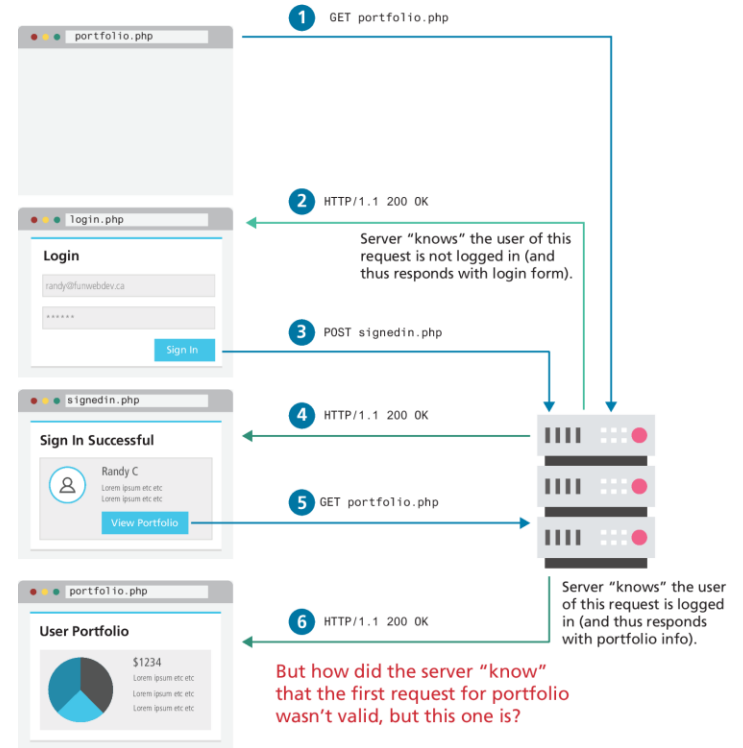 1 GET portfolio.php
portfolio.php
2 HTTP/1.1 200 OK
login.php
Server “knows” the user of this
request is not logged in (and
thus responds with login form).
Login
randy@funwebdev.ca
******
Sign In
3 POST signedin.php
signedin.php
4 HTTP/1.1 200 OK
Sign In Successful
Randy C
Lorem ipsum etc etc
Lorem ipsum etc etc
View Portfolio
5 GET portfolio.php
Server “knows” the user
of this request is logged
in (and thus responds
with portfolio info).
portfolio.php
6 HTTP/1.1 200 OK
User Portfolio
$1234
Lorem ipsum etc etc
Lorem ipsum etc etc
Lorem ipsum etc etc
But how did the server “know”
that the first request for portfolio
wasn’t valid, but this one is?